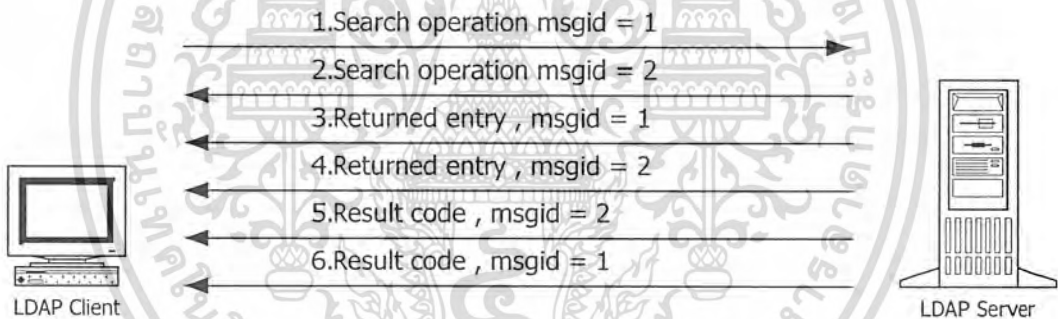 1.Search operation msgid = 1
2.Search operation msgid = 2
3.Returned entry , msgid = 1
4.Returned entry , msgid = 2
5.Result code , msgid = 2
6.Result code , msgid = 1
LDAP Client
LDAP Server